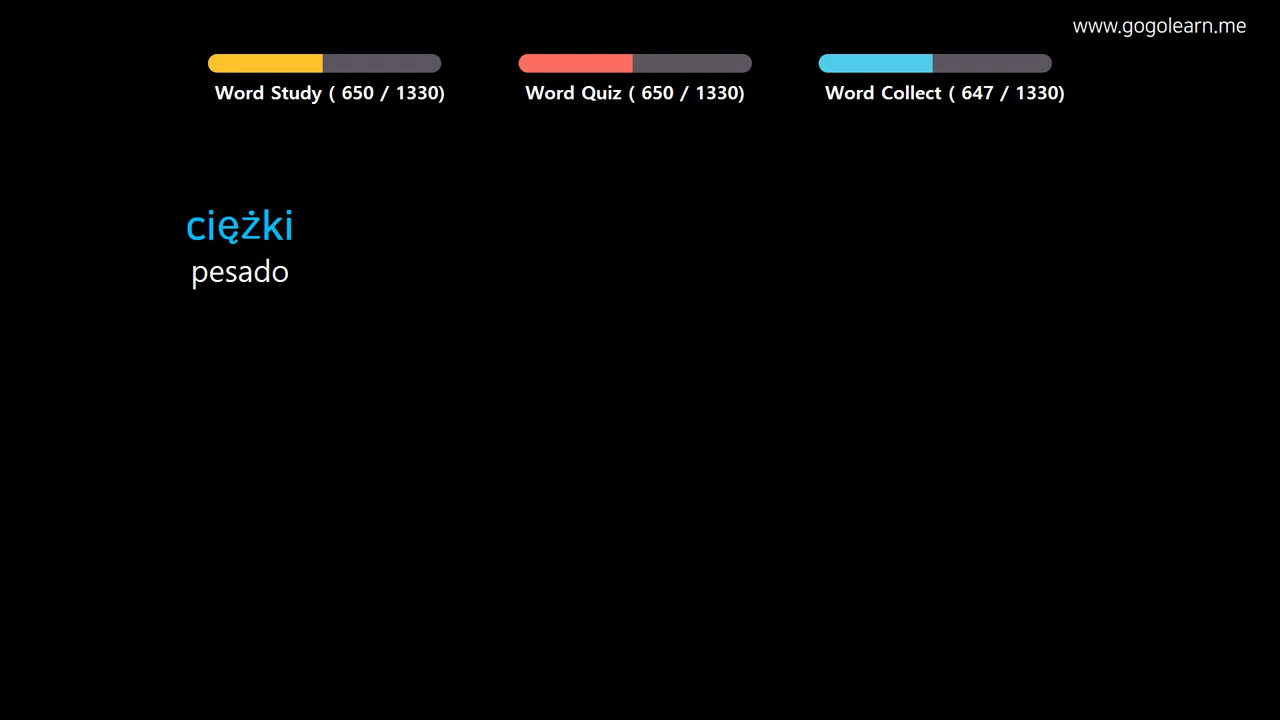 www.gogolearn.me
Word Study ( 650 / 1330)
Word Quiz ( 650 / 1330)
Word Collect ( 647 / 1330)
ciężki
pesado